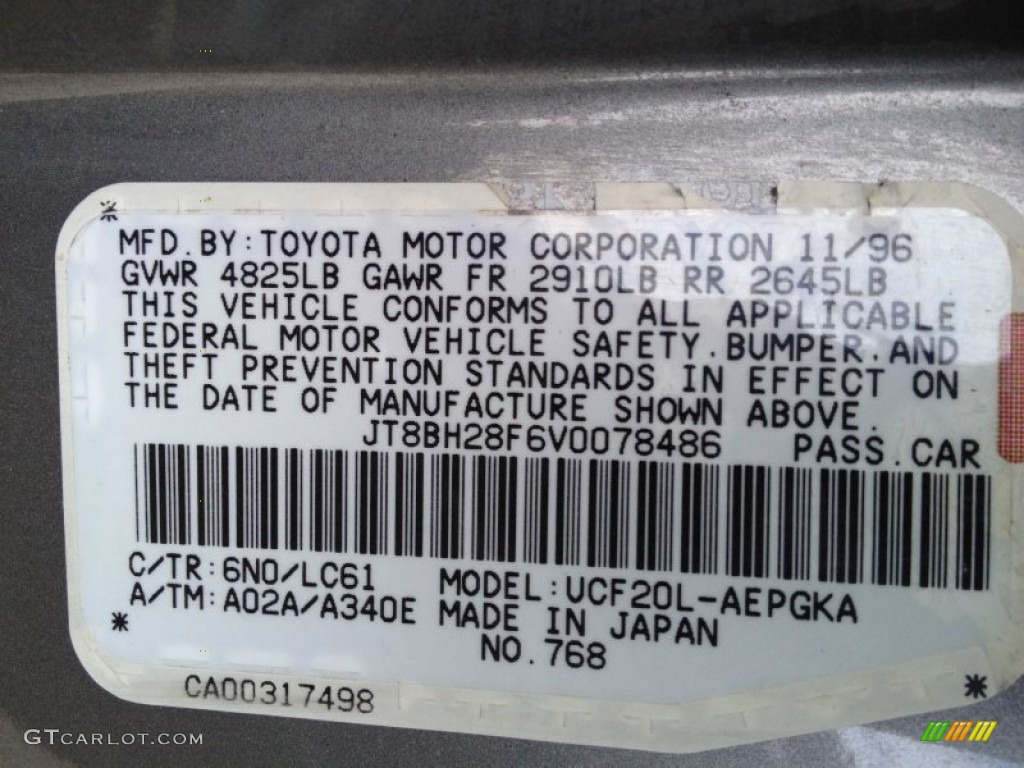 MFD.BY:TOYOTA MOTOR CORPORATION 11/96
GVWR 4825LB GAWR FR 2910LB RR 2645LB
THIS VEHICLE CONFORMS TO ALL APPLICABLE
FEDERAL MOTOR VEHICLE SAFETY.BUMPER.AND
THEFT PREVENTION STANDARDS IN EFFECT ON
THE DATE OF MANUFACTURE SHOWN ABOVE.
JT8BH28F6V0078486 PASS.CAR
C/TR:6N0/LC61 MODEL:UCF20L-AEPGKA
A/TM:A02A/A340E MADE IN JAPAN
NO.768
CA00317498
GTCARLOT.COM